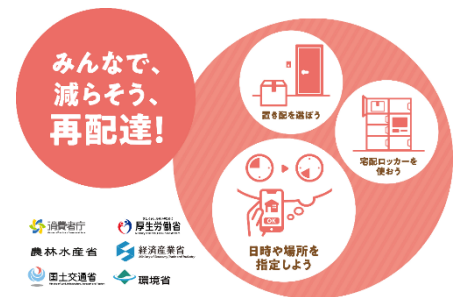 みんなで、
減らそう、
再配達!
置き配を選ぼう
宅配ロッカーを
使おう
OK
日時や場所を
指定しよう
消費者庁
厚生労働省
農林水産省
経済産業省
国土交通省
環境省